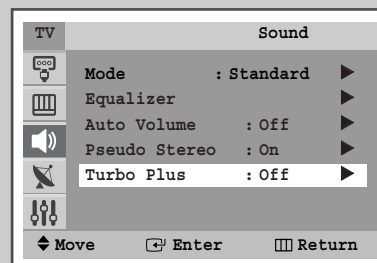 TV Sound
Mode : Standard
Equalizer
Auto Volume : Off
Pseudo Stereo : On
Turbo Plus : Off
Move Enter Return